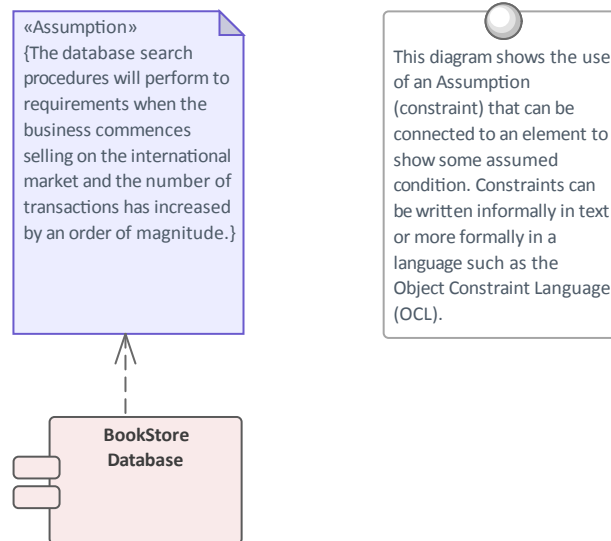 «Assumption»
{The database search
procedures will perform to
requirements when the
business commences
selling on the international
market and the number of
transactions has increased
by an order of magnitude.}
This diagram shows the use
of an Assumption
(constraint) that can be
connected to an element to
show some assumed
condition. Constraints can
be written informally in text
or more formally in a
language such as the
Object Constraint Language
(OCL).
BookStore
Database